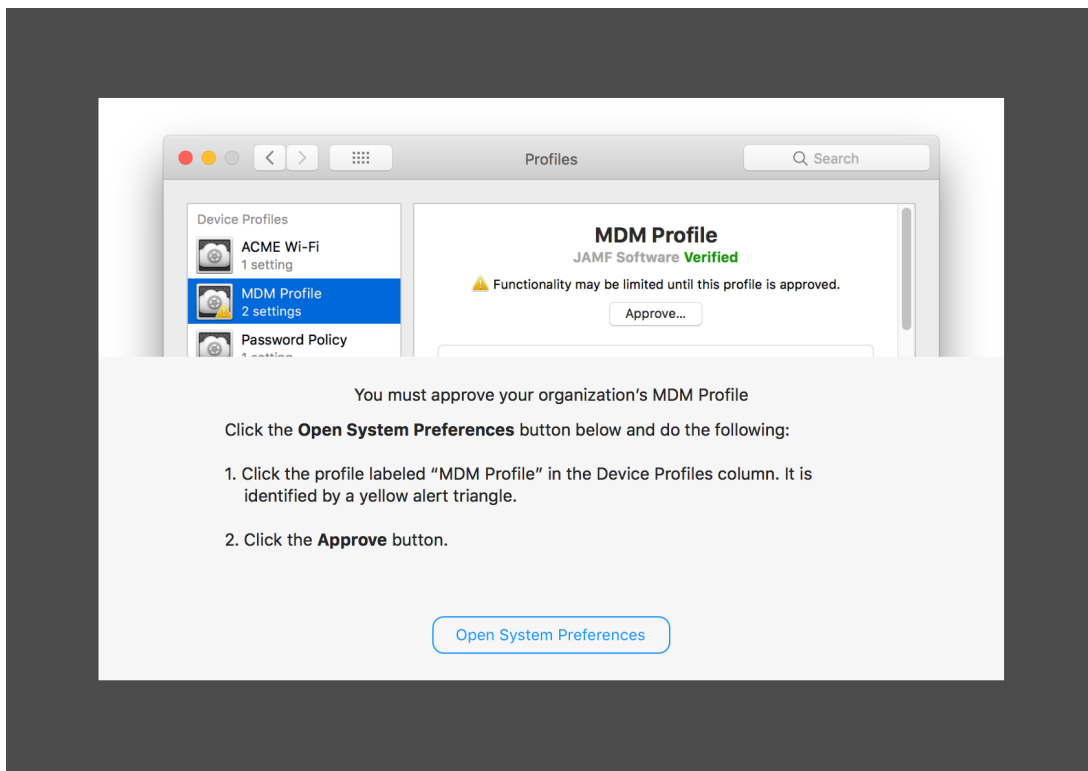 Profiles
Search
Device Profiles
ACME Wi-Fi
1 setting
MDM Profile
2 settings
Password Policy
1 setting
MDM Profile
JAMF Software Verified
Functionality may be limited until this profile is approved.
Approve...
You must approve your organization’s MDM Profile
Click the Open System Preferences button below and do the following:
1. Click the profile labeled “MDM Profile” in the Device Profiles column. It is
identified by a yellow alert triangle.
2. Click the Approve button.
Open System Preferences